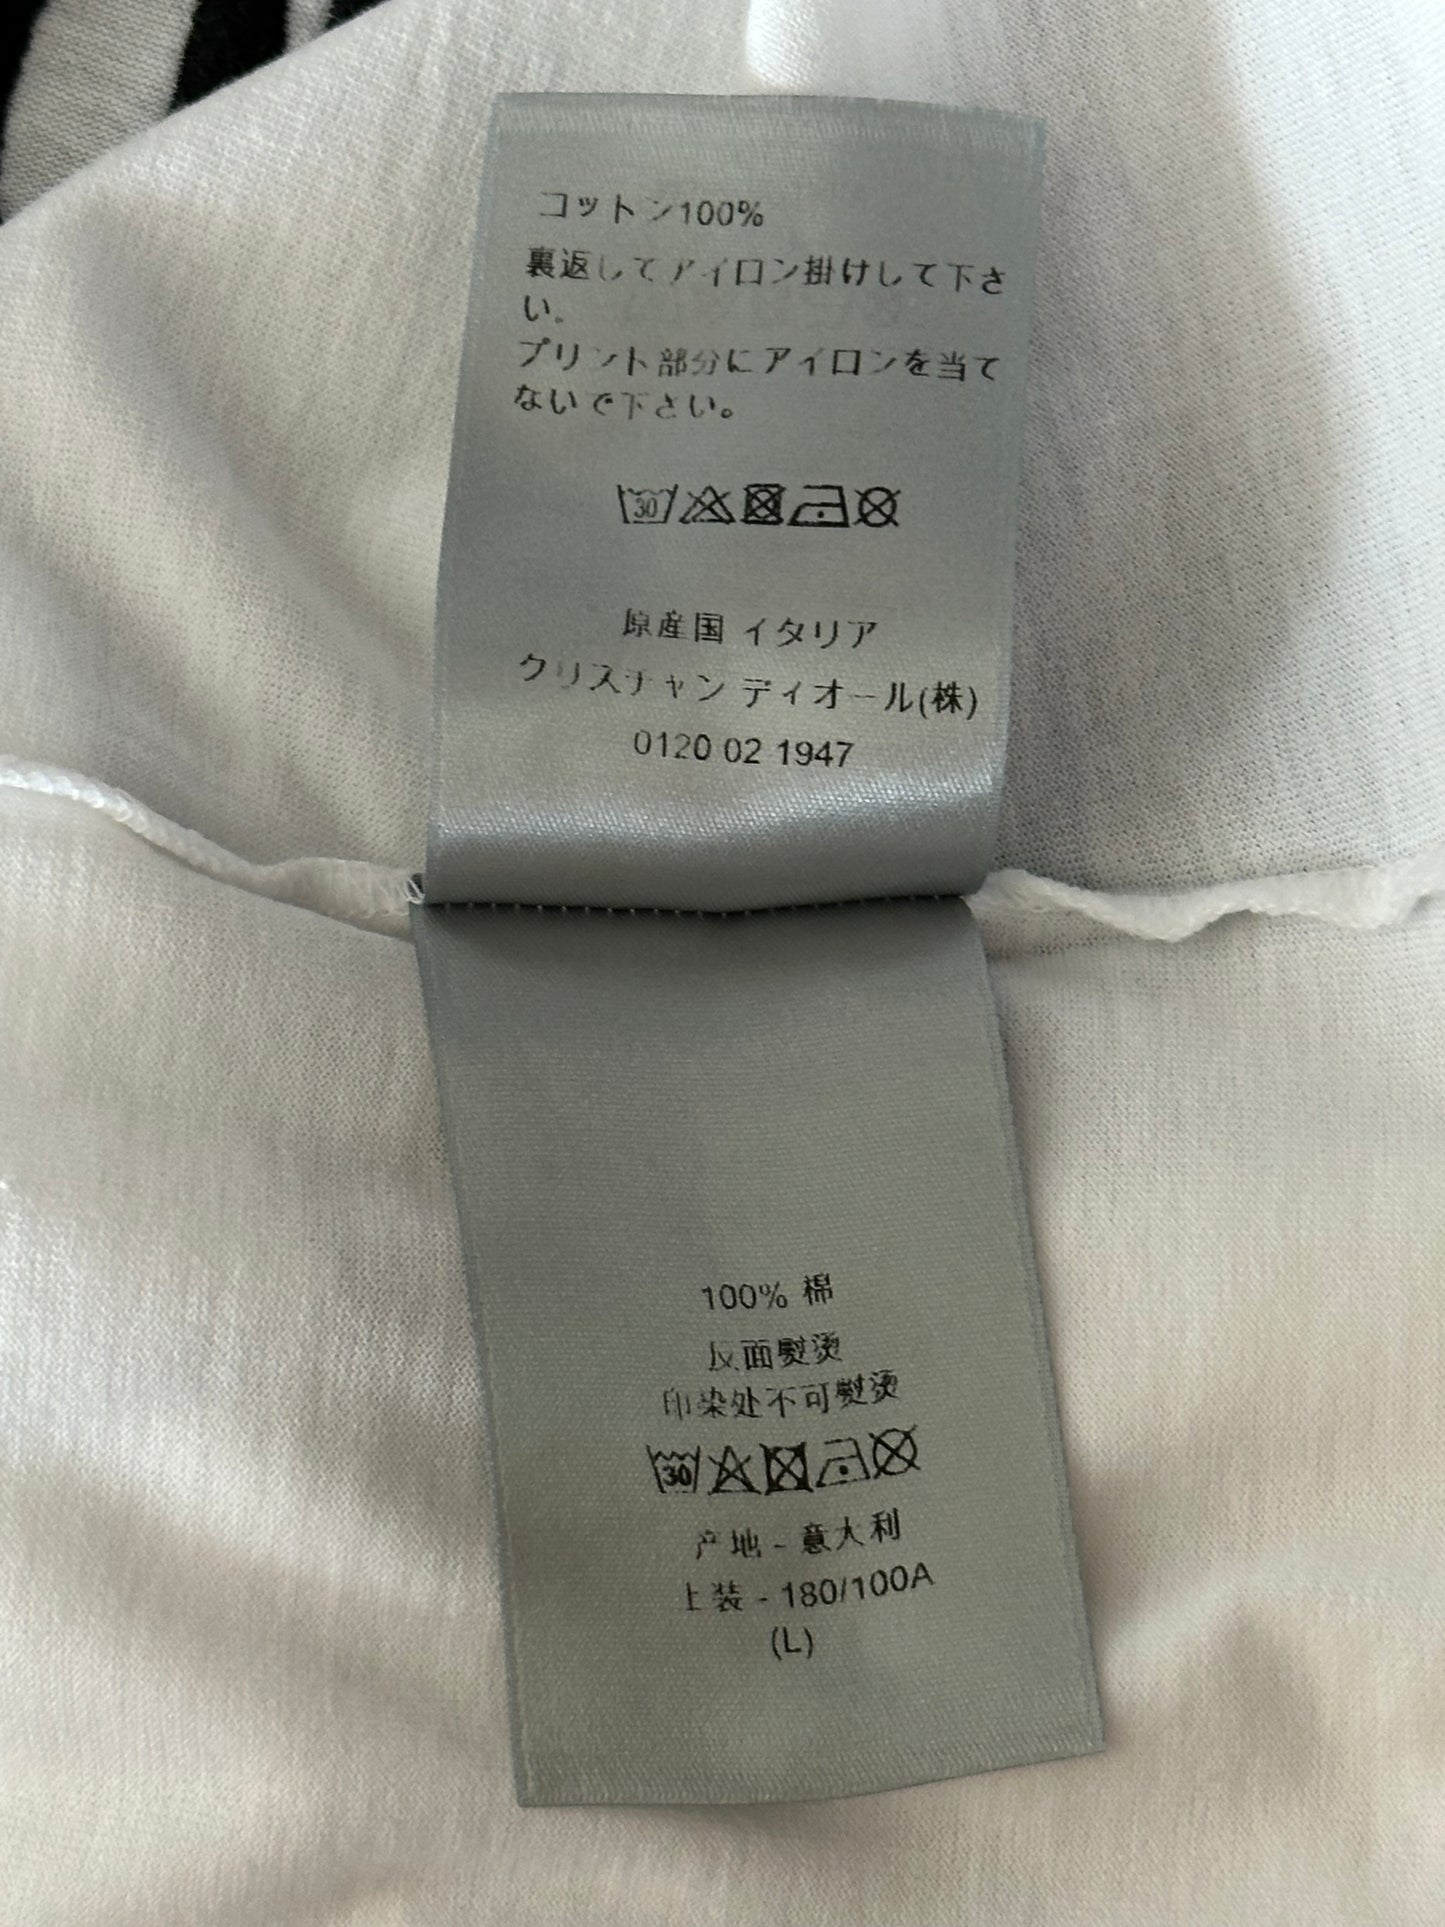 コットン100%
裏返してアイロン掛けして下さ
い。
プリント部分にアイロンを当て
ないで下さい。
30
原産国 イタリア
クリスチャン ディオール(株)
0120 02 1947
100% 棉
反面熨烫
印染处不可熨烫
30
产地 - 意大利
上装 - 180/100A
(L)